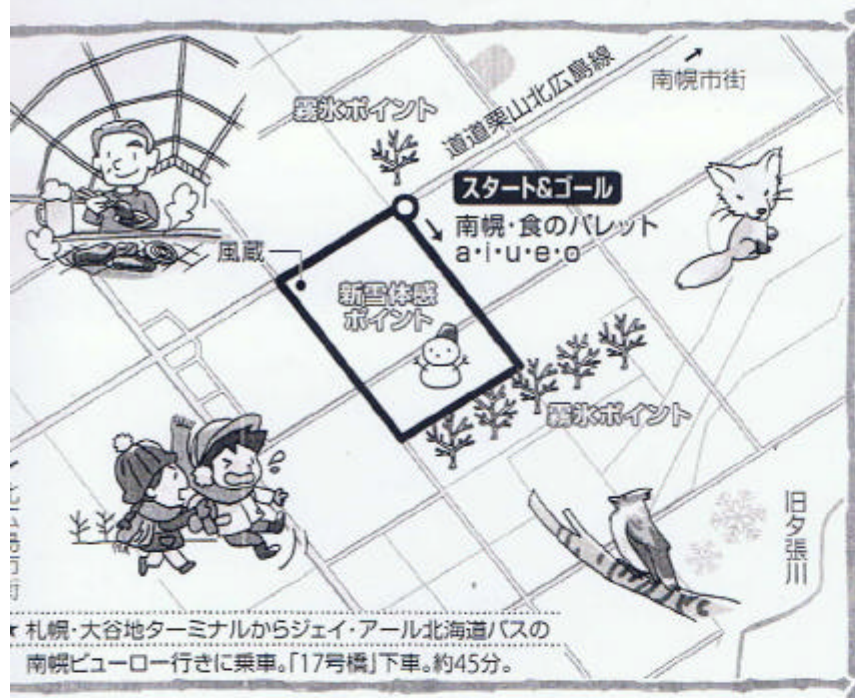 南幌市街
道道栗山北広島線
霧氷ポイント
スタート&ゴール
南幌・食のパレット
a・i・u・e・o
風蔵
新雪体感
ポイント
霧氷ポイント
旧夕張川
★札幌・大谷地ターミナルからジェイ・アール北海道バスの
南幌ビューロー行きに乗車。「17号橋」下車。約45分。